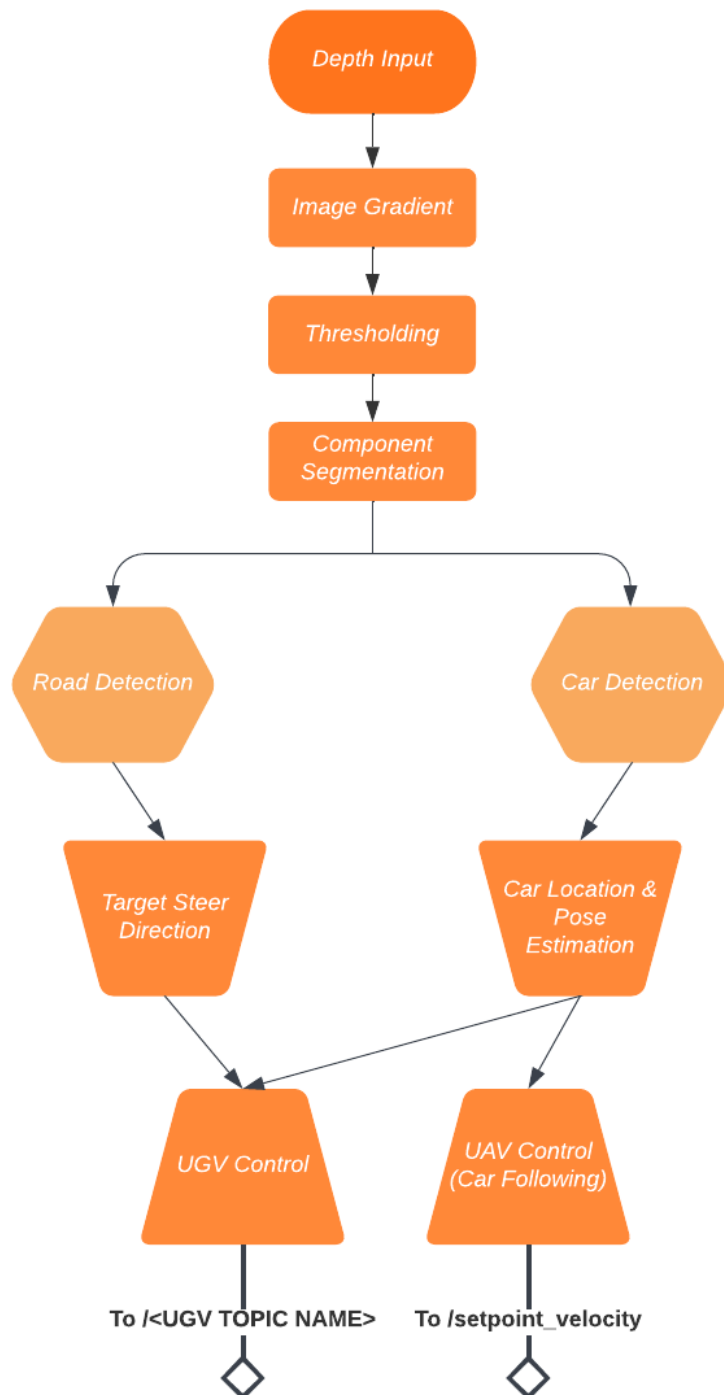 Depth Input
Image Gradient
Thresholding
Component
Segmentation
Road Detection
Car Detection
Target Steer
Direction
Car Location &
Pose
Estimation
UGV Control
UAV Control
(Car Following)
To /<UGV TOPIC NAME>
To /setpoint_velocity